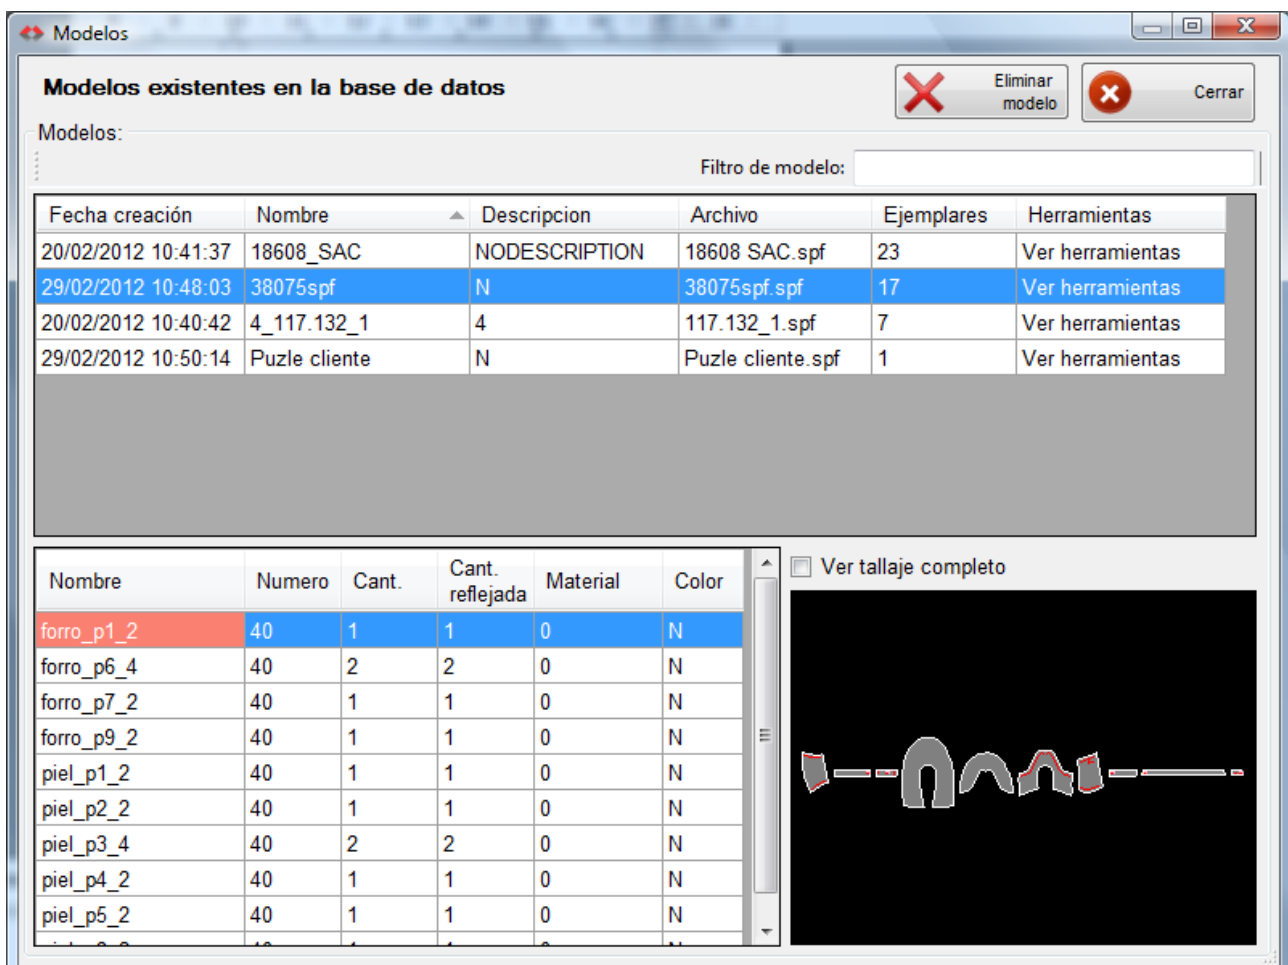 Modelos
Modelos existentes en la base de datos
Eliminar
modelo
Cerrar
Modelos:
Filtro de modelo:
Fecha creación Nombre Descripcion Archivo Ejemplares Herramientas
20/02/2012 10:41:37 18608_SAC NODESCRIPTION 18608 SAC.spf 23 Ver herramientas
29/02/2012 10:48:03 38075spf N 38075spf.spf 17 Ver herramientas
20/02/2012 10:40:42 4_117.132_1 4 117.132_1.spf 7 Ver herramientas
29/02/2012 10:50:14 Puzle cliente N Puzle cliente.spf 1 Ver herramientas
Nombre Numero Cant. Cant. reflejada Material Color
forro_p1_2 40 1 1 0 N
forro_p6_4 40 2 2 0 N
forro_p7_2 40 1 1 0 N
forro_p9_2 40 1 1 0 N
piel_p1_2 40 1 1 0 N
piel_p2_2 40 1 1 0 N
piel_p3_4 40 2 2 0 N
piel_p4_2 40 1 1 0 N
piel_p5_2 40 1 1 0 N
Ver tallaje completo